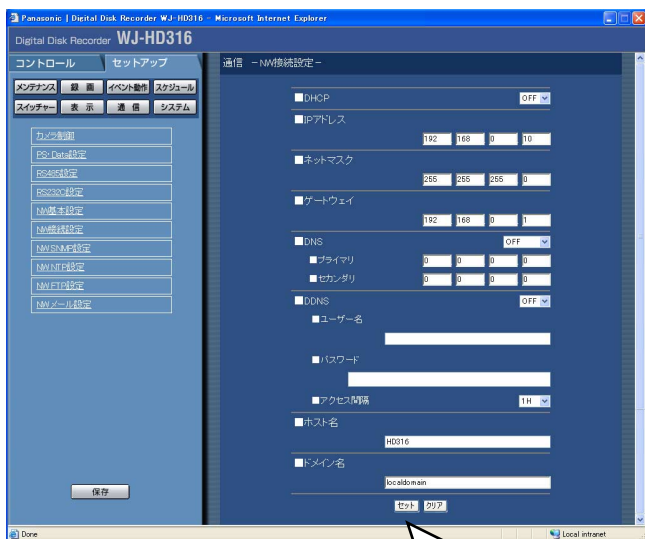 Panasonic | Digital Disk Recorder WJ-HD316 - Microsoft Internet Explorer
Digital Disk Recorder WJ-HD316
コントロール セットアップ
通信 －NW接続設定－
メンテナンス 録 画 イベント動作 スケジュール
スイッチャー 表 示 通 信 システム
カメラ制御
PS・Data設定
RS485設定
RS232C設定
NW基本設定
NW接続設定
NW SNMP設定
NW NTP設定
NW FTP設定
NWメール設定
保存
■DHCP OFF
■IPアドレス
192 168 0 10
■ネットマスク
255 255 255 0
■ゲートウェイ
192 168 0 1
■DNS OFF
■プライマリ 0 0 0 0
■セカンダリ 0 0 0 0
■DDNS OFF
■ユーザー名
■パスワード
■アクセス間隔 1H
■ホスト名
HD316
■ドメイン名
localdomain
セット クリア
Done Local intranet